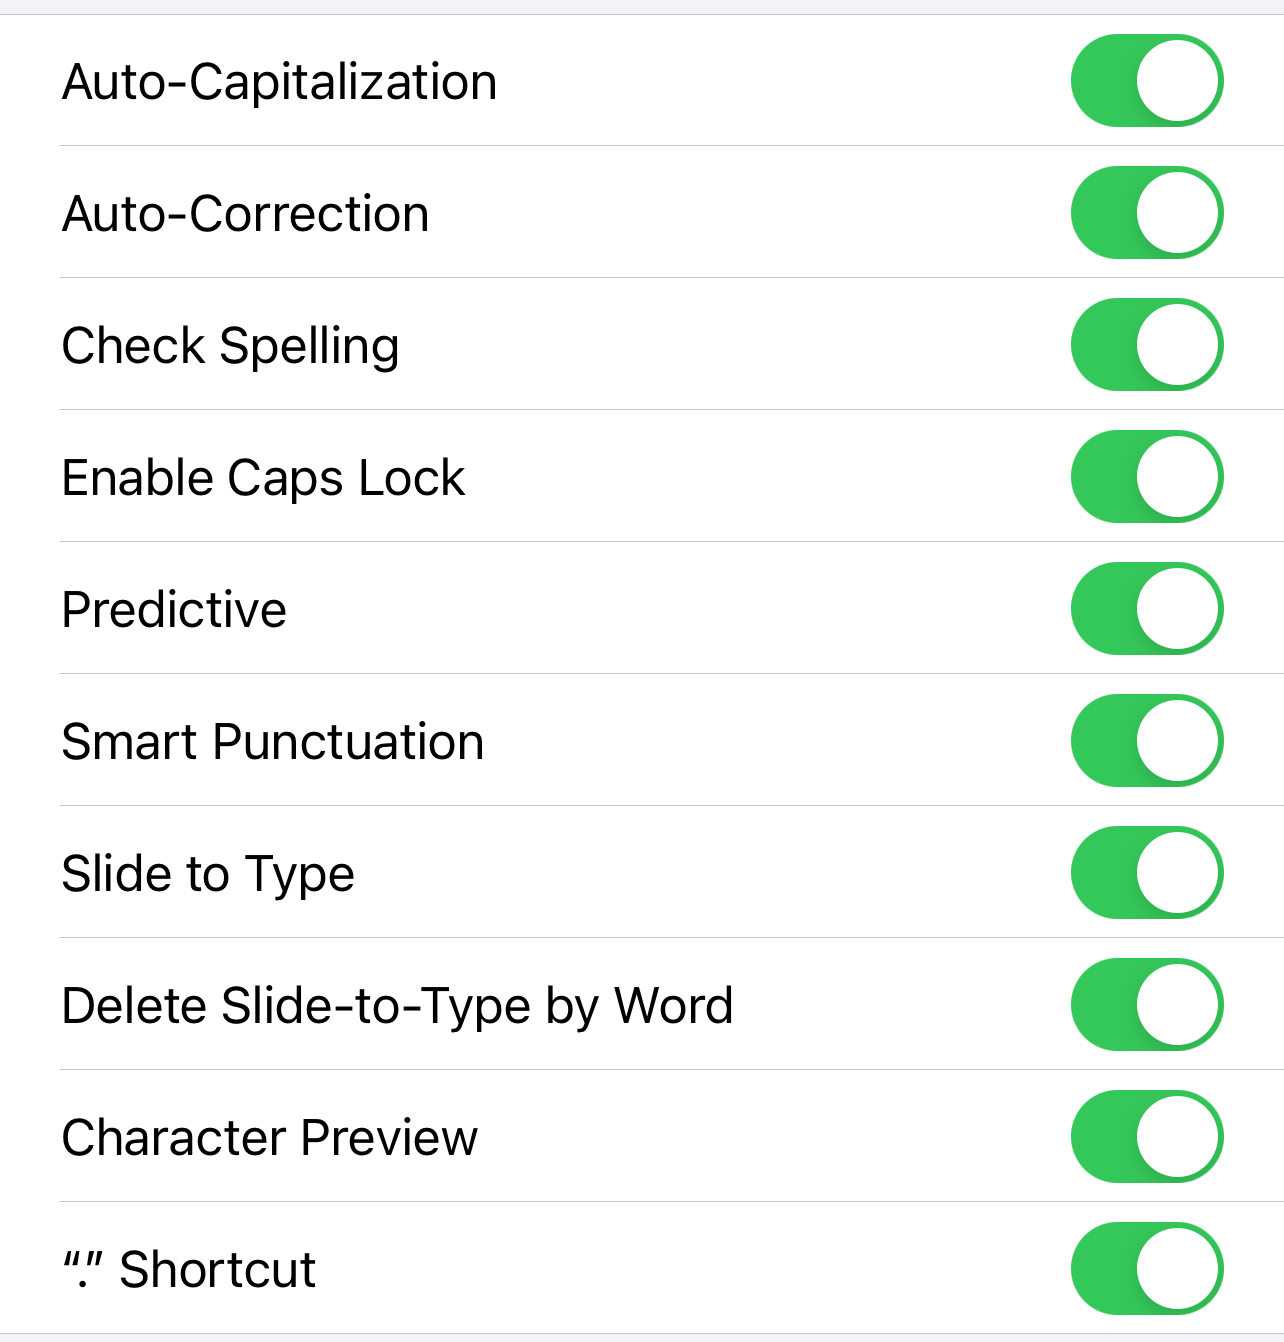 Auto-Capitalization
Auto-Correction
Check Spelling
Enable Caps Lock
Predictive
Smart Punctuation
Slide to Type
Delete Slide-to-Type by Word
Character Preview
“.” Shortcut